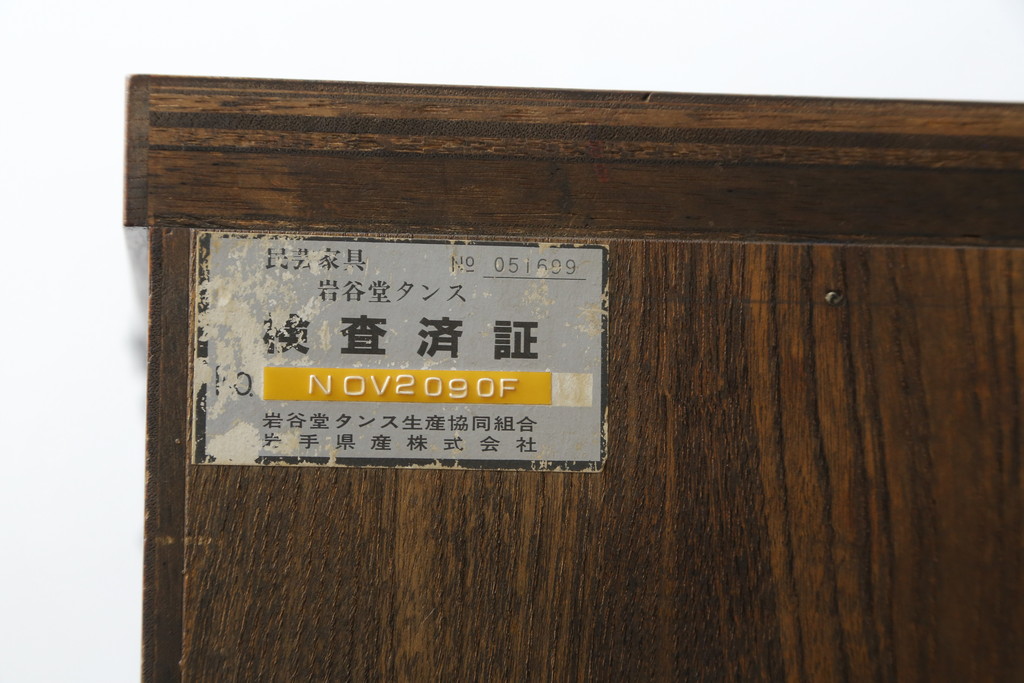 民芸家具 № 051699
岩谷堂タンス
検査済証
NO. NOV2090F
岩谷堂タンス生産協同組合
岩手県産株式会社